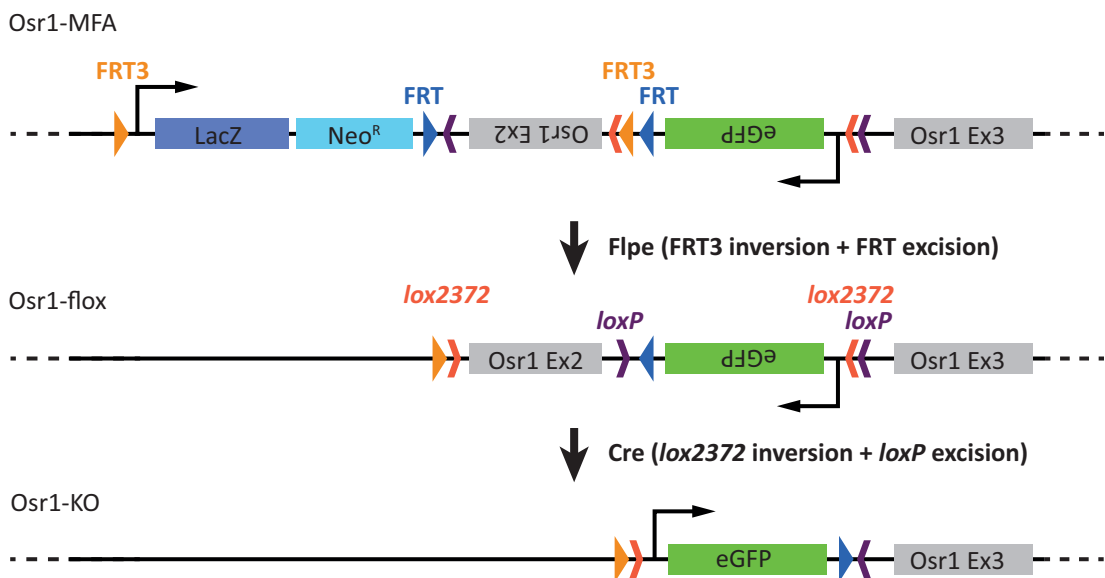 Osr1-MFA
FRT3 FRT FRT3 FRT
LacZ Neo^R Osr1 Ex2 eGFP Osr1 Ex3
Flpe (FRT3 inversion + FRT excision)
Osr1-flox
lox2372 loxP lox2372 loxP
Osr1 Ex2 eGFP Osr1 Ex3
Cre (lox2372 inversion + loxP excision)
Osr1-KO
eGFP Osr1 Ex3